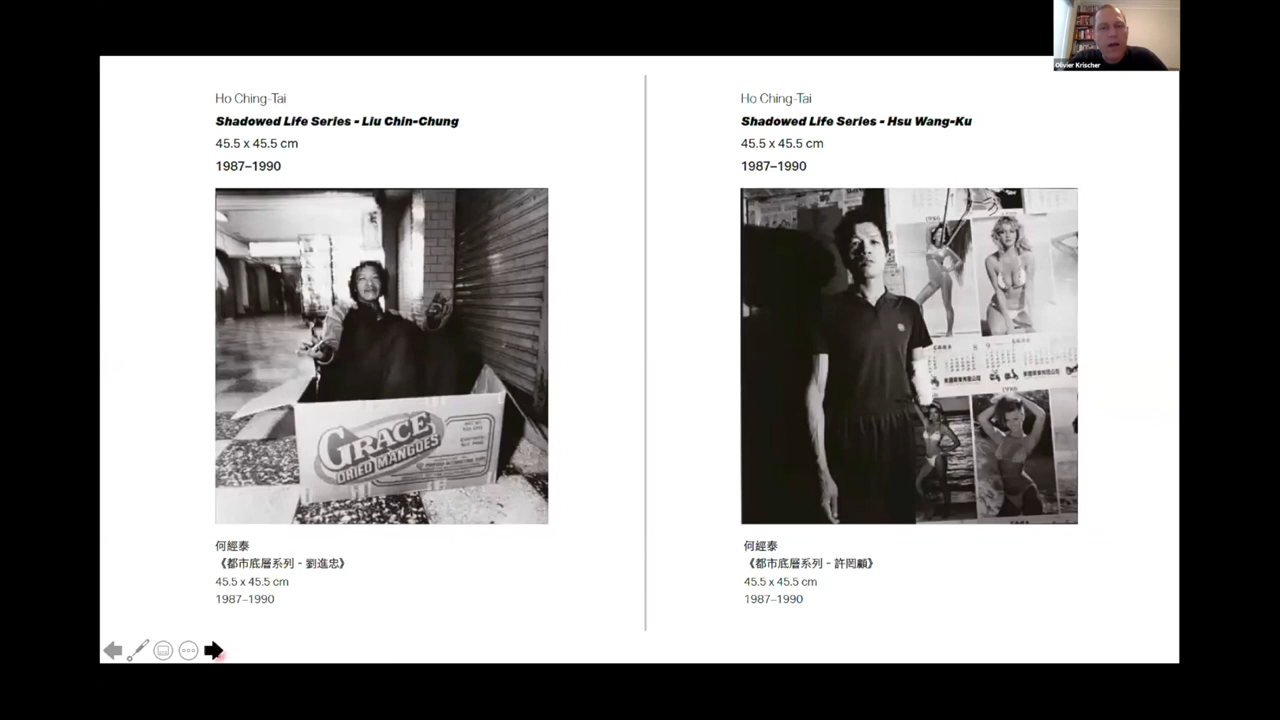 Olivier Krischer
Ho Ching-Tai
Shadowed Life Series - Liu Chin-Chung
45.5 x 45.5 cm
1987–1990
GRACE
DRIED MANGOES
何經泰
《都市底層系列 - 劉進忠》
45.5 x 45.5 cm
1987–1990
Ho Ching-Tai
Shadowed Life Series - Hsu Wang-Ku
45.5 x 45.5 cm
1987–1990
1986
1986
何經泰
《都市底層系列 - 許罔顧》
45.5 x 45.5 cm
1987–1990